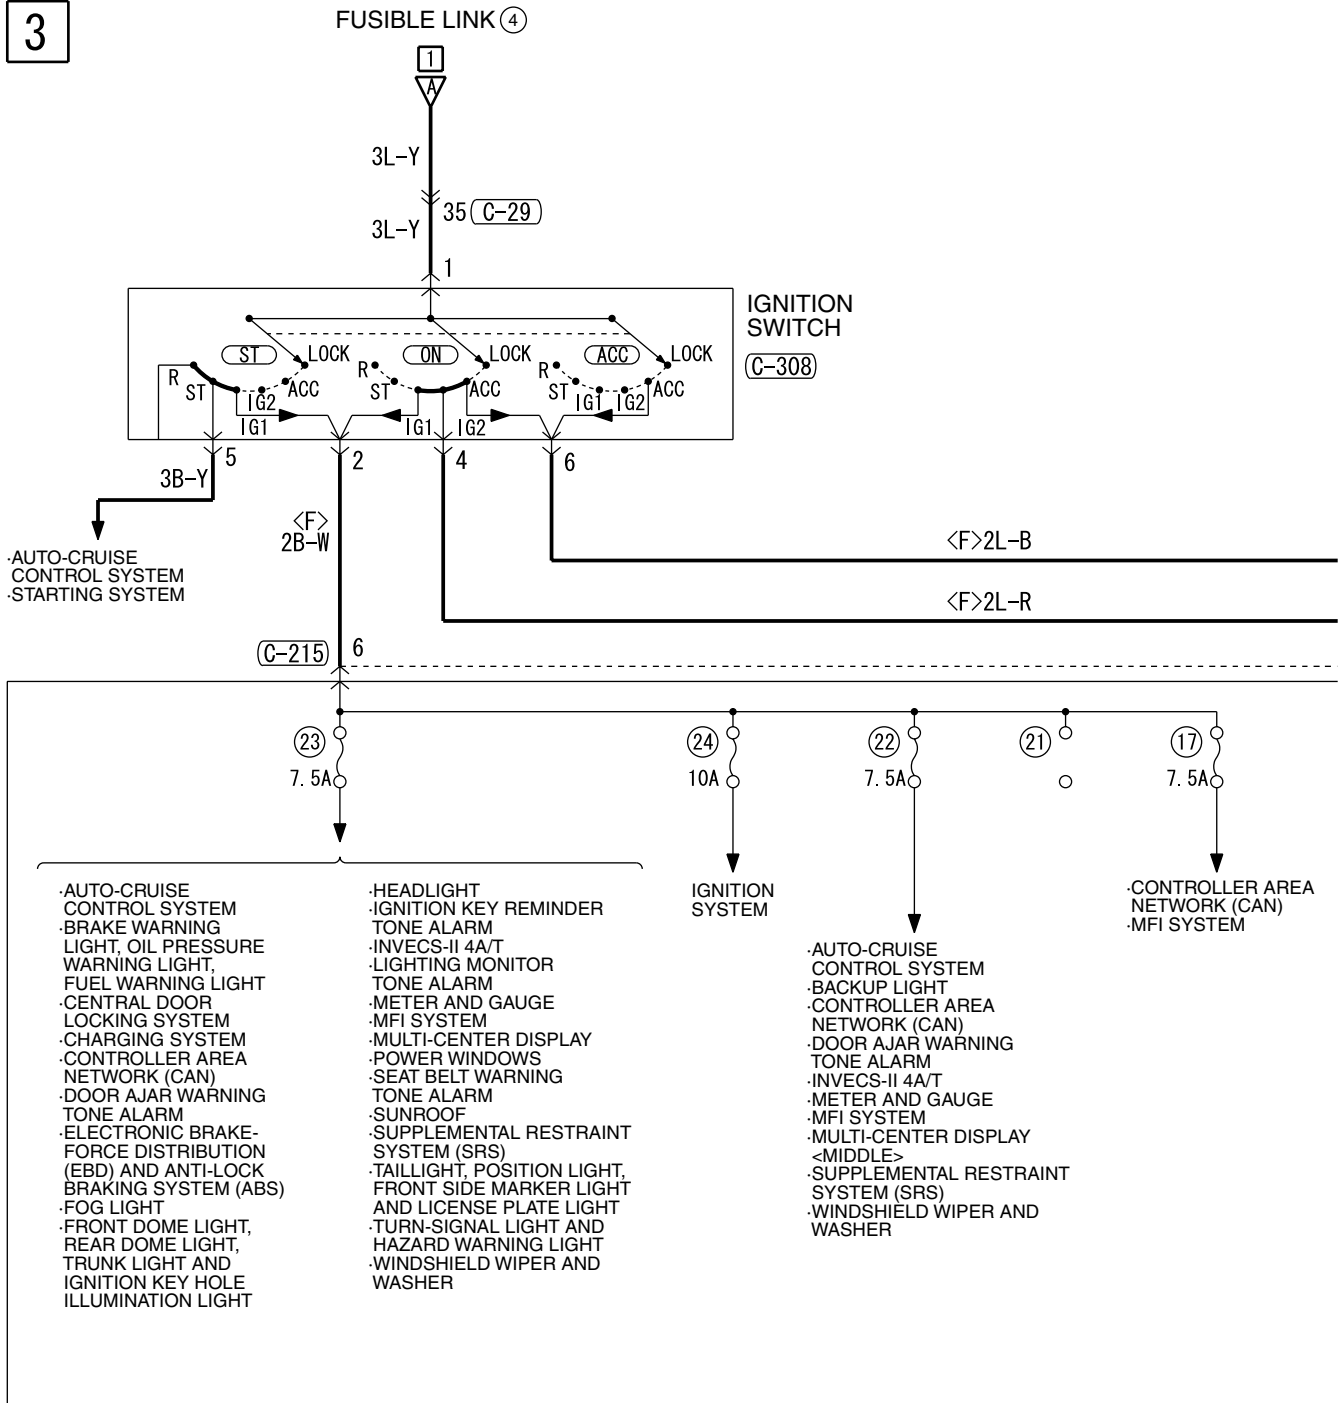 3
FUSIBLE LINK 4
1
A
3L-Y
35 C-29
3L-Y
1
IGNITION
SWITCH
C-308
ST LOCK ON LOCK ACC LOCK
R ST IG2 ACC R ST ACC R ST IG1 IG2 ACC
IG1 IG1 IG2
5 2 4 6
3B-Y
<F>
2B-W
<F>2L-B
·AUTO-CRUISE
CONTROL SYSTEM
·STARTING SYSTEM
<F>2L-R
C-215 6
23 24 22 21 17
7.5A 10A 7.5A 7.5A
·AUTO-CRUISE
CONTROL SYSTEM
·BRAKE WARNING
LIGHT, OIL PRESSURE
WARNING LIGHT,
FUEL WARNING LIGHT
·CENTRAL DOOR
LOCKING SYSTEM
·CHARGING SYSTEM
·CONTROLLER AREA
NETWORK (CAN)
·DOOR AJAR WARNING
TONE ALARM
·ELECTRONIC BRAKE-
FORCE DISTRIBUTION
(EBD) AND ANTI-LOCK
BRAKING SYSTEM (ABS)
·FOG LIGHT
·FRONT DOME LIGHT,
REAR DOME LIGHT,
TRUNK LIGHT AND
IGNITION KEY HOLE
ILLUMINATION LIGHT
·HEADLIGHT
·IGNITION KEY REMINDER
TONE ALARM
·INVECS-II 4A/T
·LIGHTING MONITOR
TONE ALARM
·METER AND GAUGE
·MFI SYSTEM
·MULTI-CENTER DISPLAY
·POWER WINDOWS
·SEAT BELT WARNING
TONE ALARM
·SUNROOF
·SUPPLEMENTAL RESTRAINT
SYSTEM (SRS)
·TAILLIGHT, POSITION LIGHT,
FRONT SIDE MARKER LIGHT
AND LICENSE PLATE LIGHT
·TURN-SIGNAL LIGHT AND
HAZARD WARNING LIGHT
·WINDSHIELD WIPER AND
WASHER
IGNITION
SYSTEM
·AUTO-CRUISE
CONTROL SYSTEM
·BACKUP LIGHT
·CONTROLLER AREA
NETWORK (CAN)
·DOOR AJAR WARNING
TONE ALARM
·INVECS-II 4A/T
·METER AND GAUGE
·MFI SYSTEM
·MULTI-CENTER DISPLAY
<MIDDLE>
·SUPPLEMENTAL RESTRAINT
SYSTEM (SRS)
·WINDSHIELD WIPER AND
WASHER
·CONTROLLER AREA
NETWORK (CAN)
·MFI SYSTEM